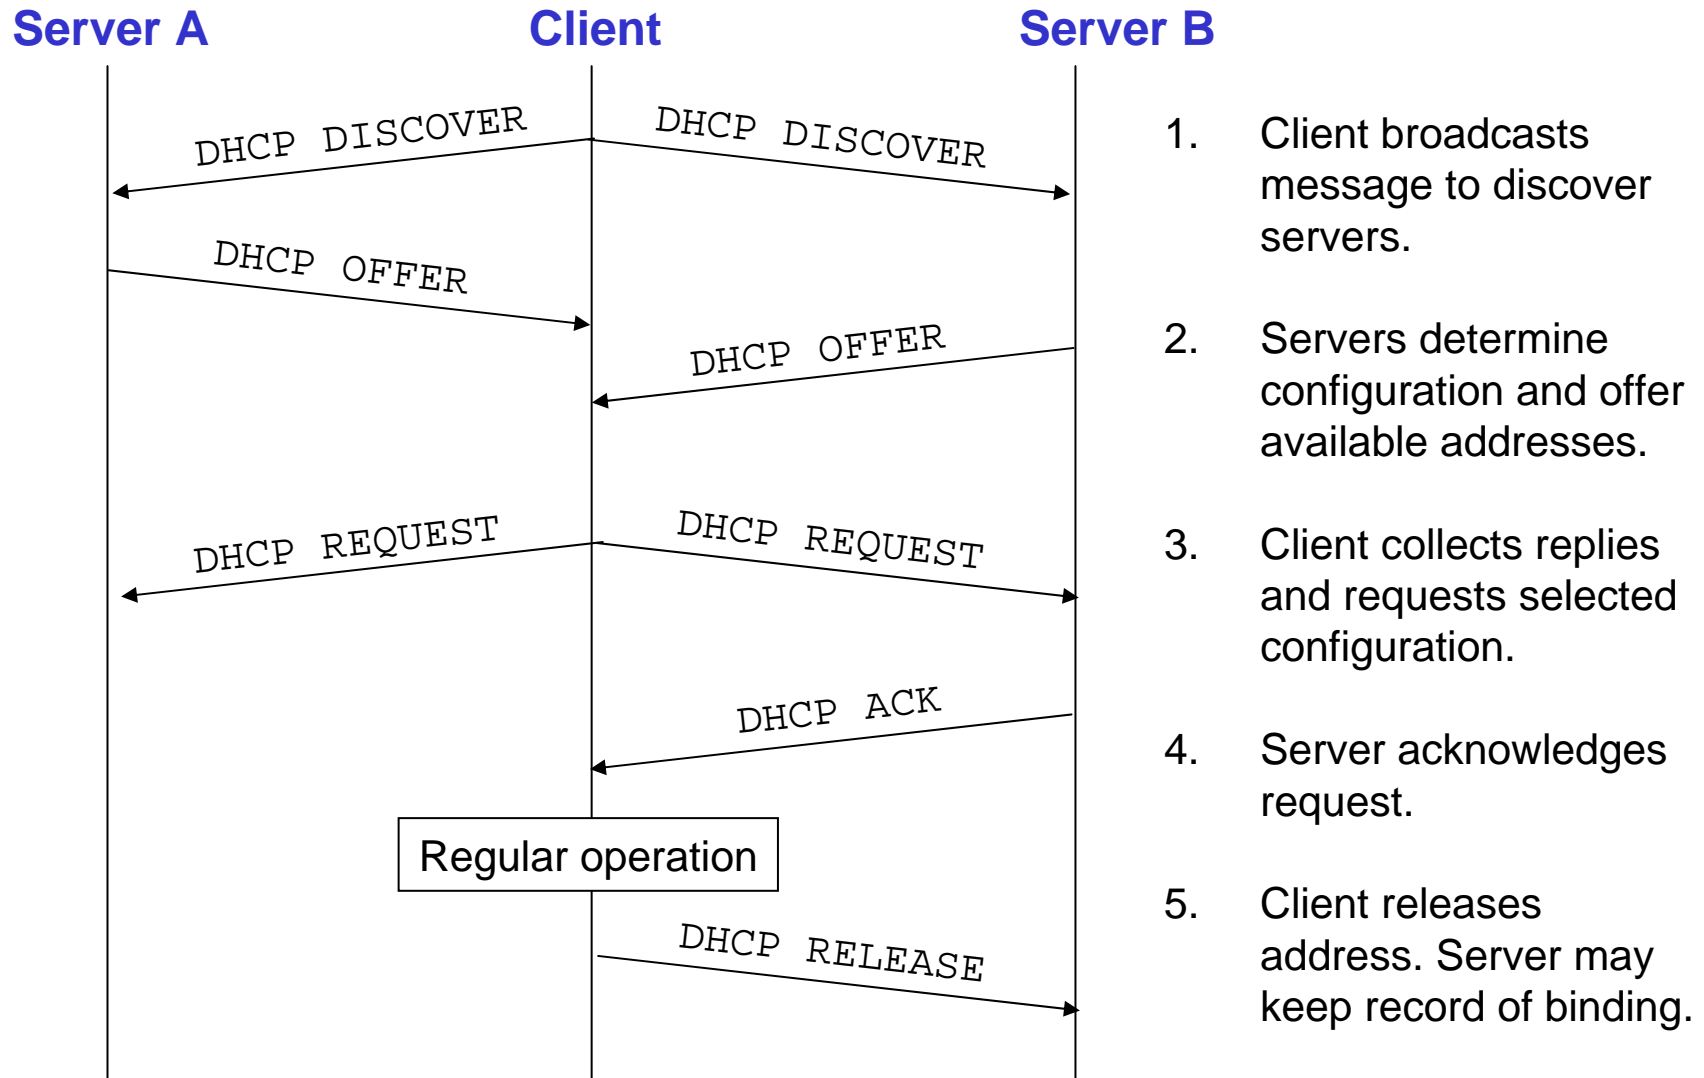 Server A
Client
Server B
DHCP DISCOVER
DHCP DISCOVER
DHCP OFFER
DHCP OFFER
DHCP REQUEST
DHCP REQUEST
DHCP ACK
Regular operation
DHCP RELEASE
1. Client broadcasts
message to discover
servers.
2. Servers determine
configuration and offer
available addresses.
3. Client collects replies
and requests selected
configuration.
4. Server acknowledges
request.
5. Client releases
address. Server may
keep record of binding.